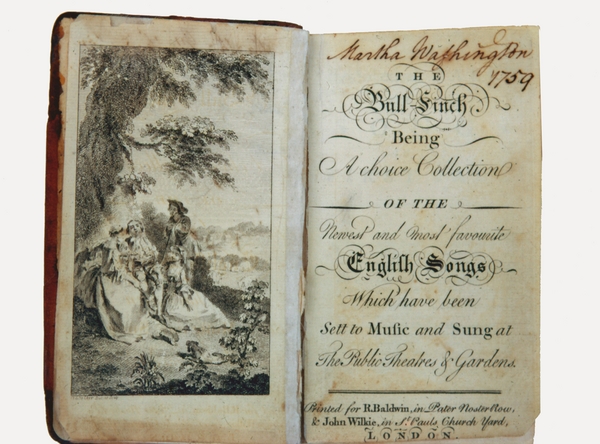 Martha Washington
1759
THE
Bull-Finch
Being
A choice Collection
OF THE
Newest and most favourite
Engliſh Songs
Which have been
Sett to Muſic and Sung at
The Public Theatres & Gardens.
Printed for R. Baldwin, in Pater Noster Row,
& John Wilkie, in St. Pauls Church Yard,
LONDON